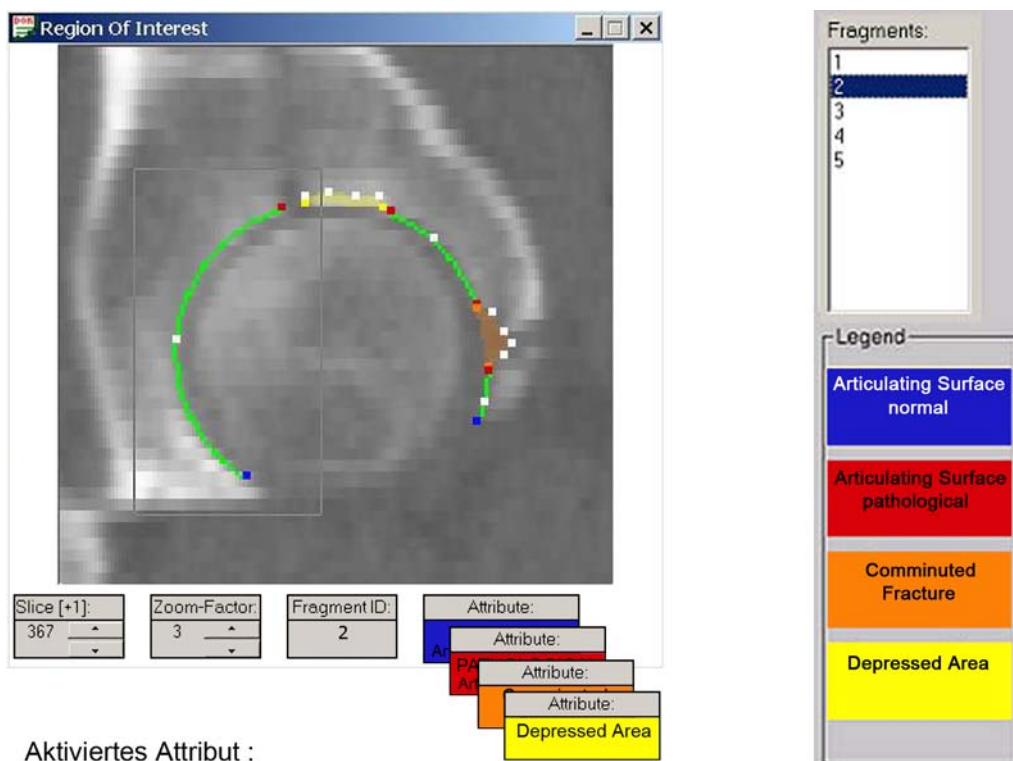 Region Of Interest
Slice [+1]:
367
Zoom-Factor:
3
Fragment ID:
2
Attribute:
Attribute:
Attribute:
Attribute:
Depressed Area
Aktiviertes Attribut :
Fragments:
1
2
3
4
5
Legend
Articulating Surface
normal
Articulating Surface
pathological
Comminuted
Fracture
Depressed Area